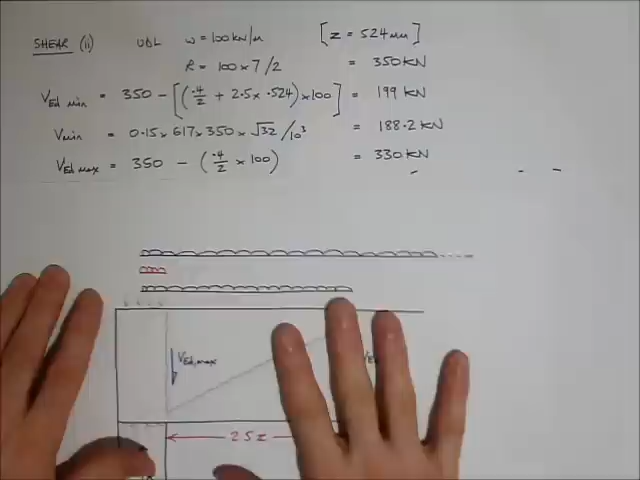 SHEAR (ii) UDL ω = 100 kN/m [z = 524mm]
R = 100 x 7/2 = 350 kN
VEd min = 350 - [(.4/2 + 2.5 x .524) x 100] = 199 kN
Vmin = 0.15 x 617 x 350 x √32 / 10³ = 188.2 kN
VEd max = 350 - (.4/2 x 100) = 330 kN
VEd,max
2.5 z